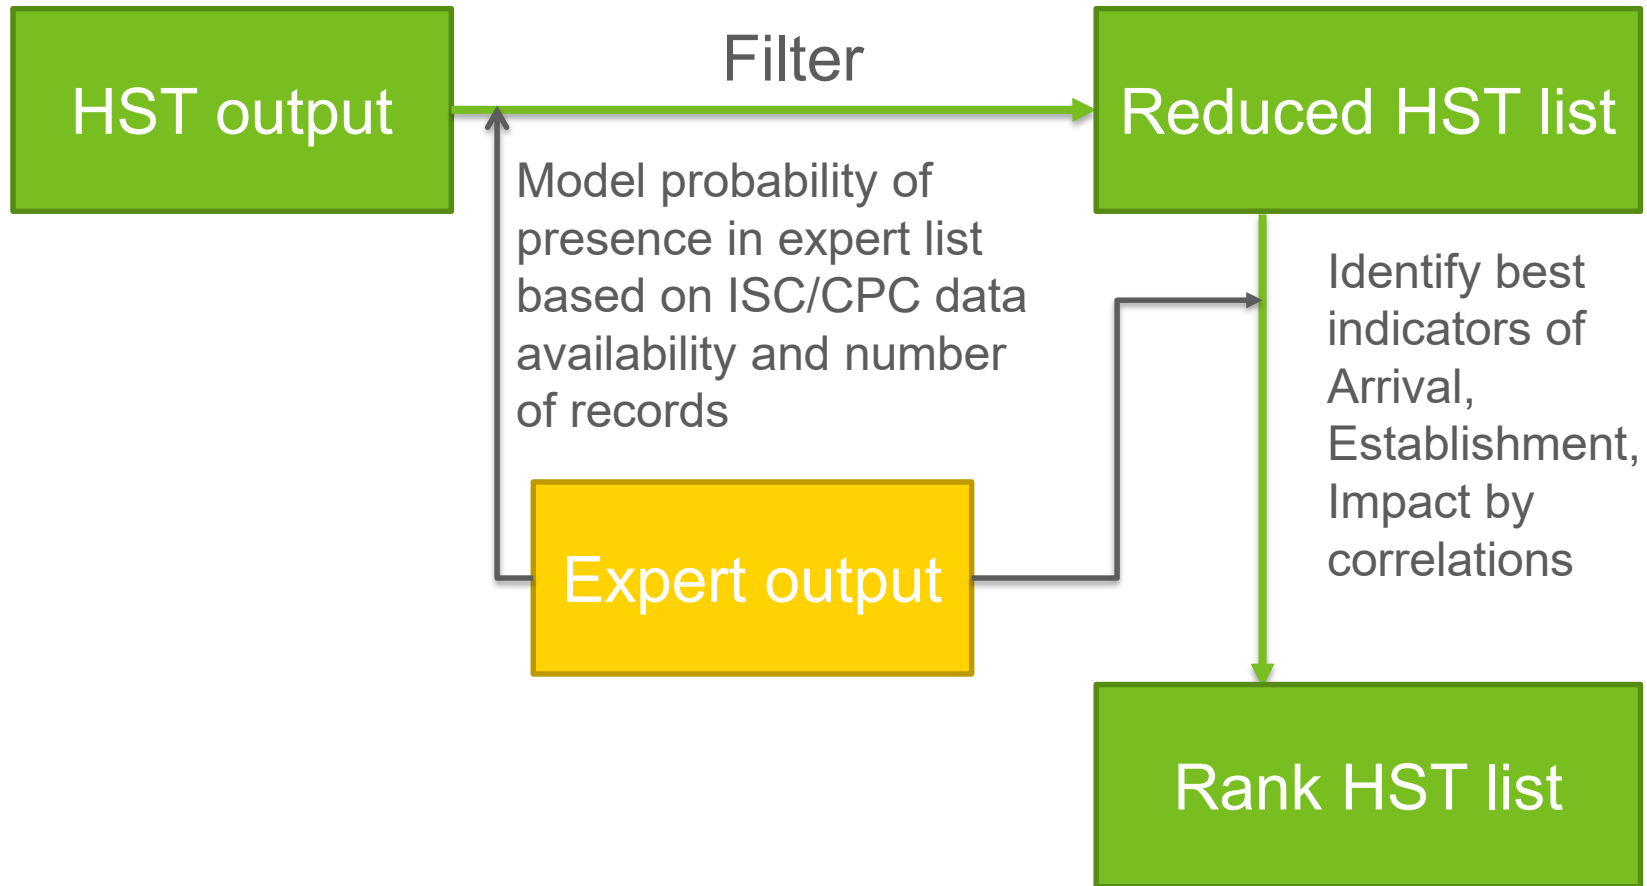 HST output
Filter
Reduced HST list
Model probability of
presence in expert list
based on ISC/CPC data
availability and number
of records
Identify best
indicators of
Arrival,
Establishment,
Impact by
correlations
Expert output
Rank HST list